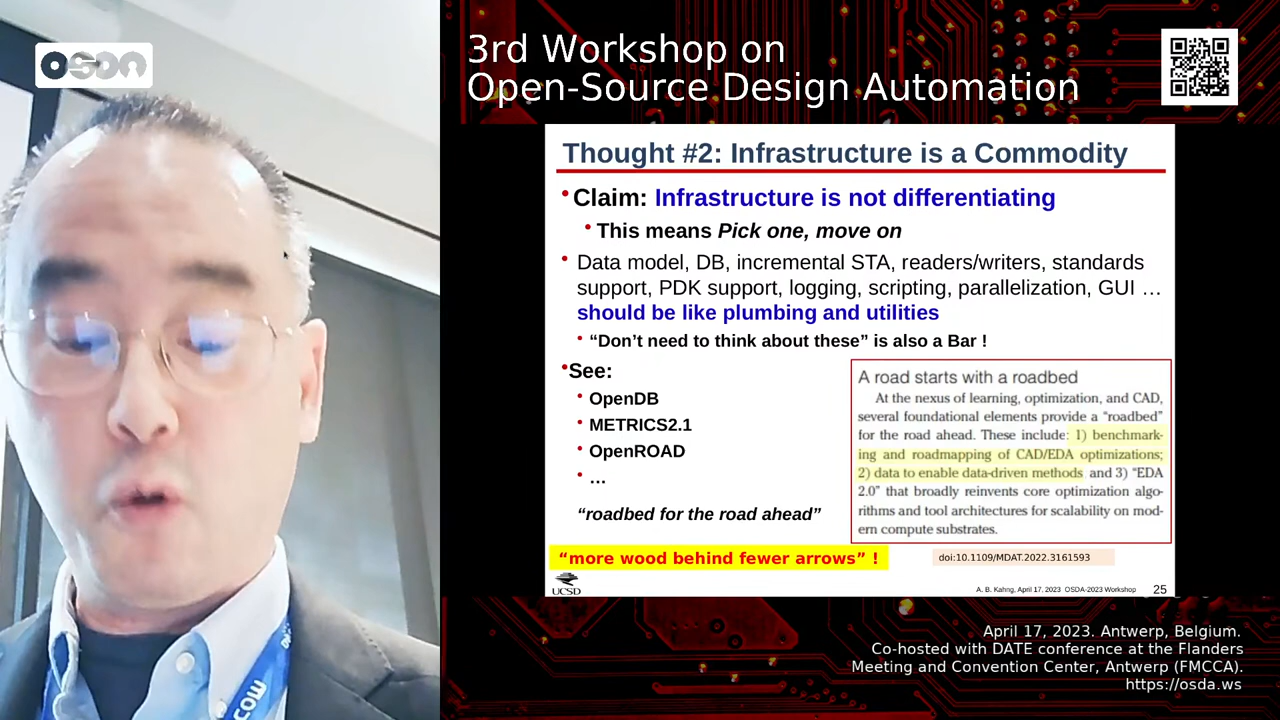 OSDA
3rd Workshop on
Open-Source Design Automation
Thought #2: Infrastructure is a Commodity
• Claim: Infrastructure is not differentiating
• This means Pick one, move on
• Data model, DB, incremental STA, readers/writers, standards
support, PDK support, logging, scripting, parallelization, GUI …
should be like plumbing and utilities
• “Don’t need to think about these” is also a Bar !
• See:
• OpenDB
• METRICS2.1
• OpenROAD
• …
“roadbed for the road ahead”
“more wood behind fewer arrows” !
A road starts with a roadbed
At the nexus of learning, optimization, and CAD,
several foundational elements provide a “roadbed”
for the road ahead. These include: 1) benchmark-
ing and roadmapping of CAD/EDA optimizations;
2) data to enable data-driven methods and 3) “EDA
2.0” that broadly reinvents core optimization algo-
rithms and tool architectures for scalability on mod-
ern compute substrates.
doi:10.1109/MDAT.2022.3161593
UCSD
A. B. Kahng, April 17, 2023 OSDA-2023 Workshop
25
April 17, 2023. Antwerp, Belgium.
Co-hosted with DATE conference at the Flanders
Meeting and Convention Center, Antwerp (FMCCA).
https://osda.ws